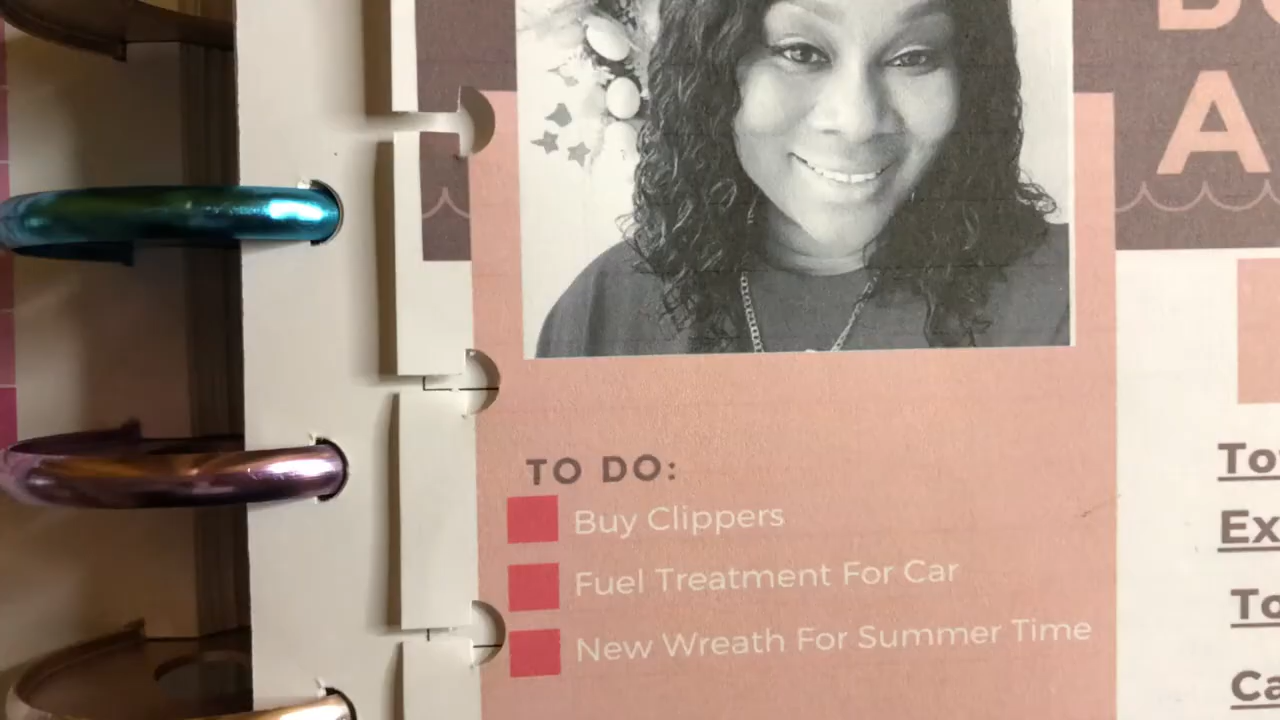 A
TO DO:
Buy Clippers
Fuel Treatment For Car
New Wreath For Summer Time
To
Ex
To
Ca